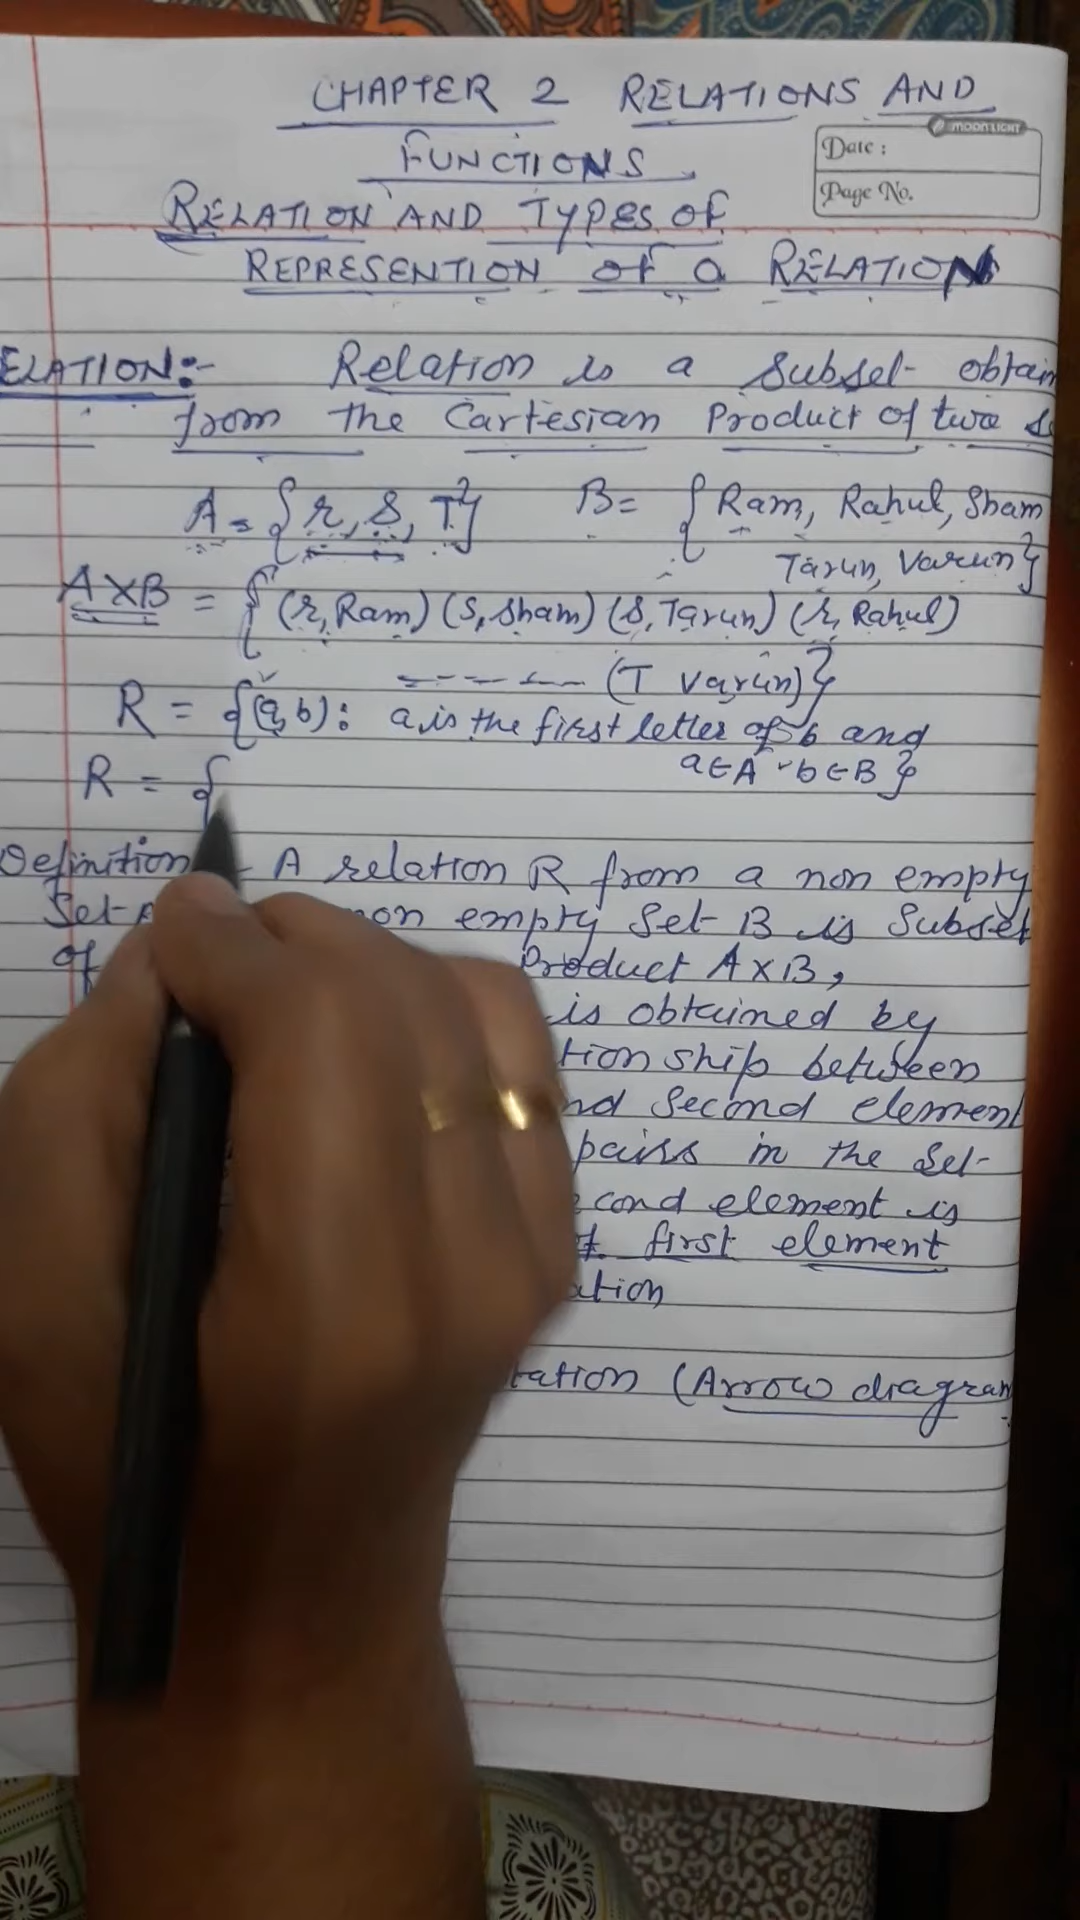 CHAPTER 2 RELATIONS AND
MOONLIGHT
FUNCTIONS
Date :
Page No.
RELATION AND TYPES OF
REPRESENTION OF a RELATION
ELATION:- Relation is a Subset obtain
from the Cartesian Product of two
A = {r, S, T} B = {Ram, Rahul, Sham
Tarun, Varun}
A×B = { (r, Ram) (S, Sham) (S, Tarun) (r, Rahul)
----- (T Varun)}
R = {(a, b): a is the first letter of b and
a∈A b∈B}
R = {
Definition - A relation R from a non empty
Set non empty Set B is Subset
of Product A×B,
is obtained by
tionship between
nd Second element
pairs in the Set
cond element is
first element
ation
tation (Arrow diagram